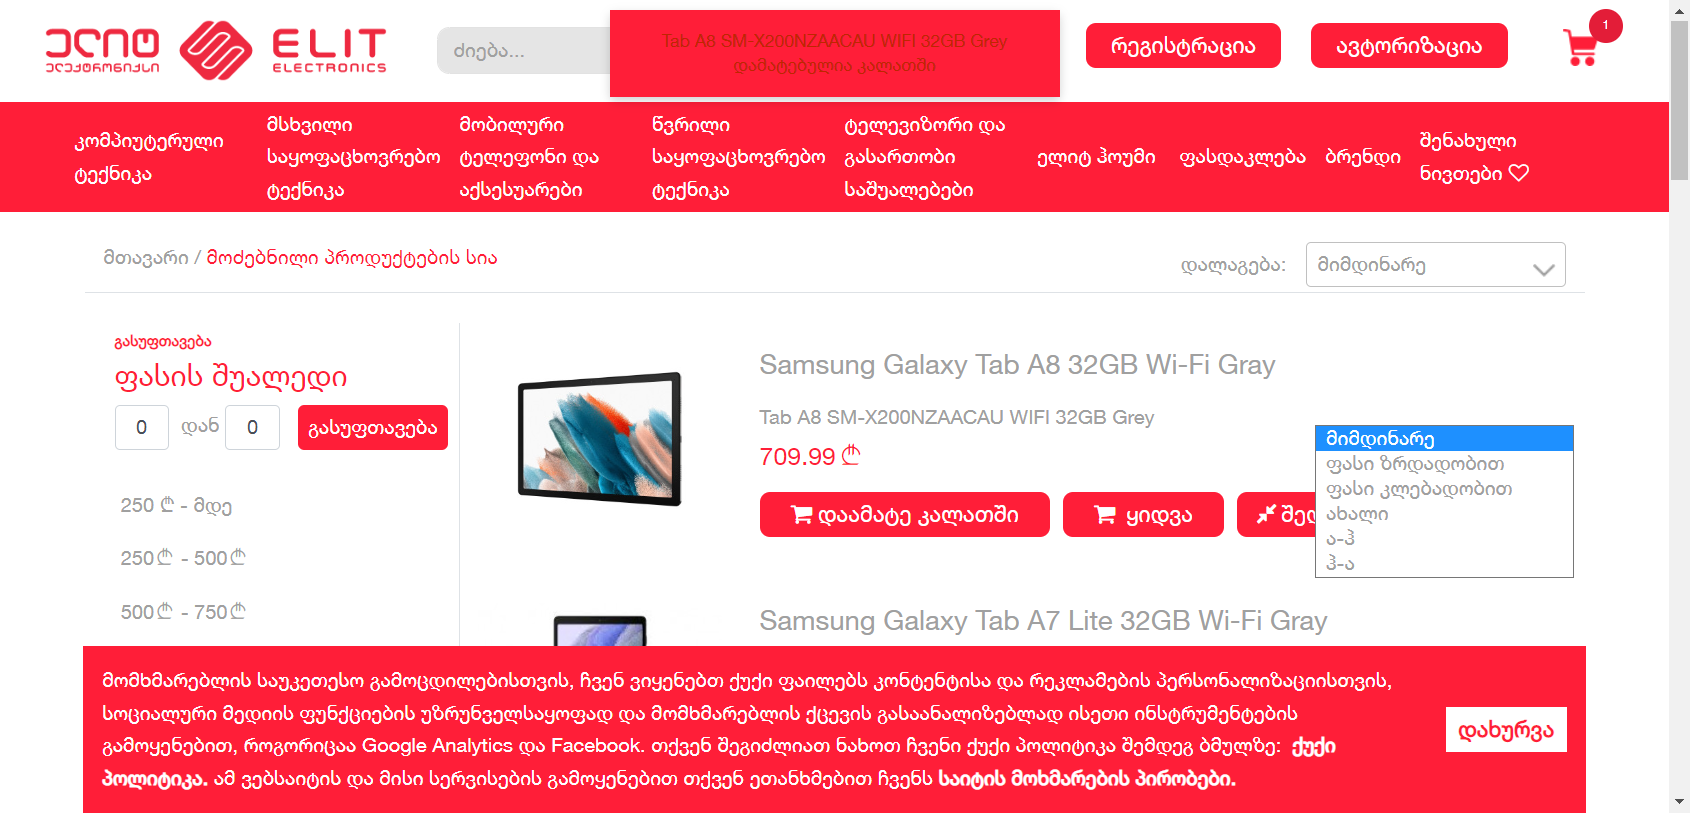 ელიტ
ელექტრონიქსი
ELIT
ELECTRONICS
ძიება...
Tab A8 SM-X200NZAACAU WIFI 32GB Grey
დამატებულია კალათში
რეგისტრაცია
ავტორიზაცია
1
კომპიუტერული
ტექნიკა
მსხვილი
საყოფაცხოვრებო
ტექნიკა
მობილური
ტელეფონი და
აქსესუარები
წვრილი
საყოფაცხოვრებო
ტექნიკა
ტელევიზორი და
გასართობი
საშუალებები
ელიტ ჰოუმი
ფასდაკლება
ბრენდი
შენახული
ნივთები
მთავარი / მოძებნილი პროდუქტების სია
დალაგება:
მიმდინარე
გასუფთავება
ფასის შუალედი
0 დან 0
გასუფთავება
250 ₾ - მდე
250₾ - 500₾
500₾ - 750₾
Samsung Galaxy Tab A8 32GB Wi-Fi Gray
Tab A8 SM-X200NZAACAU WIFI 32GB Grey
709.99 ₾
დაამატე კალათში
ყიდვა
მიმდინარე
ფასი ზრდადობით
ფასი კლებადობით
ახალი
ა-ჰ
ჰ-ა
Samsung Galaxy Tab A7 Lite 32GB Wi-Fi Gray
მომხმარებლის საუკეთესო გამოცდილებისთვის, ჩვენ ვიყენებთ ქუქი ფაილებს კონტენტისა და რეკლამების პერსონალიზაციისთვის,
სოციალური მედიის ფუნქციების უზრუნველსაყოფად და მომხმარებლის ქცევის გასაანალიზებლად ისეთი ინსტრუმენტების
გამოყენებით, როგორიცაა Google Analytics და Facebook. თქვენ შეგიძლიათ ნახოთ ჩვენი ქუქი პოლიტიკა შემდეგ ბმულზე: ქუქი
პოლიტიკა. ამ ვებსაიტის და მისი სერვისების გამოყენებით თქვენ ეთანხმებით ჩვენს საიტის მოხმარების პირობები.
დახურვა